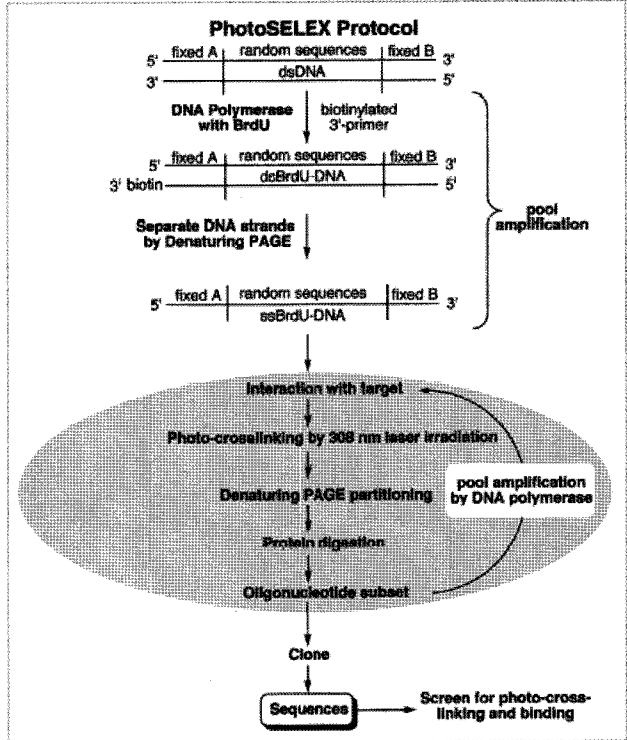 PhotoSELEX Protocol
fixed A random sequences fixed B
5' 3'
dsDNA
3' 5'
DNA Polymerase biotinylated
with BrdU 3'-primer
fixed A random sequences fixed B
5' 3'
dsBrdU-DNA
3' biotin 5'
pool
amplification
Separate DNA strands
by Denaturing PAGE
fixed A random sequences fixed B
5' 3'
ssBrdU-DNA
Interaction with target
Photo-crosslinking by 308 nm laser irradiation
pool amplification
by DNA polymerase
Denaturing PAGE partitioning
Protein digestion
Oligonucleotide subset
Clone
Sequences
Screen for photo-cross-
linking and binding